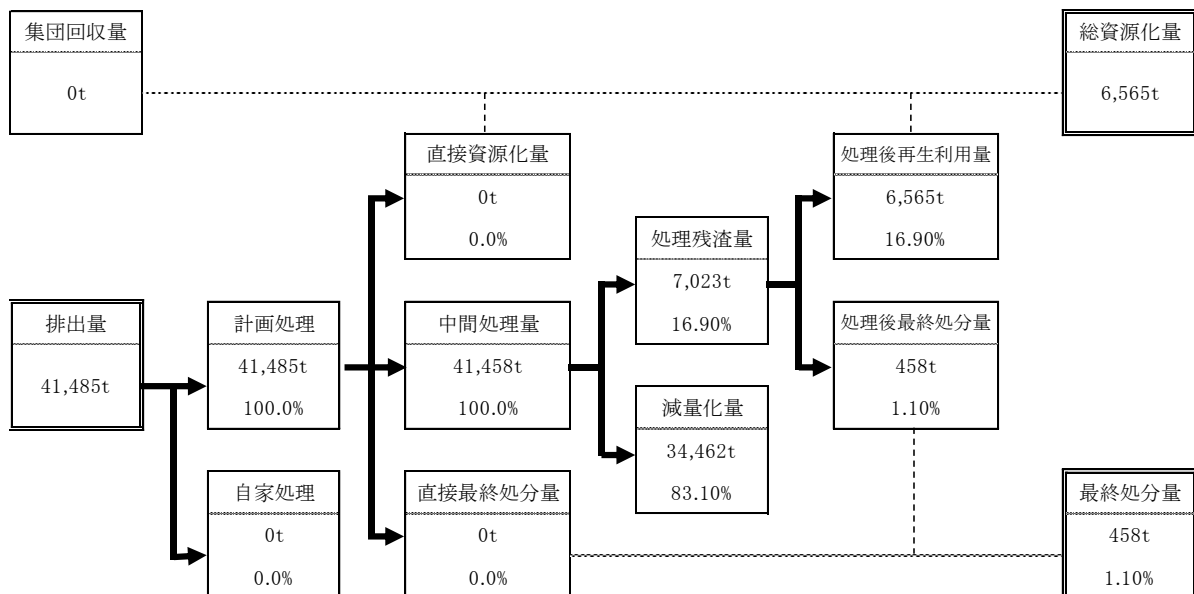 集団回収量
0t
総資源化量
6,565t
直接資源化量
0t
0.0%
処理後再生利用量
6,565t
16.90%
処理残渣量
7,023t
16.90%
排出量
41,485t
計画処理
41,485t
100.0%
中間処理量
41,458t
100.0%
処理後最終処分量
458t
1.10%
減量化量
34,462t
83.10%
自家処理
0t
0.0%
直接最終処分量
0t
0.0%
最終処分量
458t
1.10%